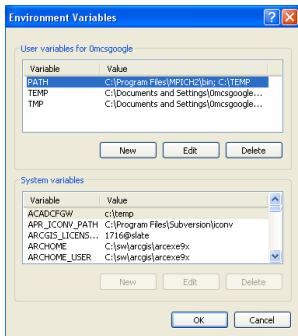 Environment Variables
User variables for 0mcsgoogle
Variable Value
PATH C:\Program Files\MPICH2\bin; C:\TEMP
TEMP C:\Documents and Settings\0mcsgoogle...
TMP C:\Documents and Settings\0mcsgoogle...
New Edit Delete
System variables
Variable Value
ACADCFGW c:\temp
APR_ICONV_PATH C:\Program Files\Subversion\iconv
ARCGIS_LICENS... 1716@slate
ARCHOME C:\sw\arcgis\arcexe9x
ARCHOME_USER C:\sw\arcgis\arcexe9x
New Edit Delete
OK Cancel